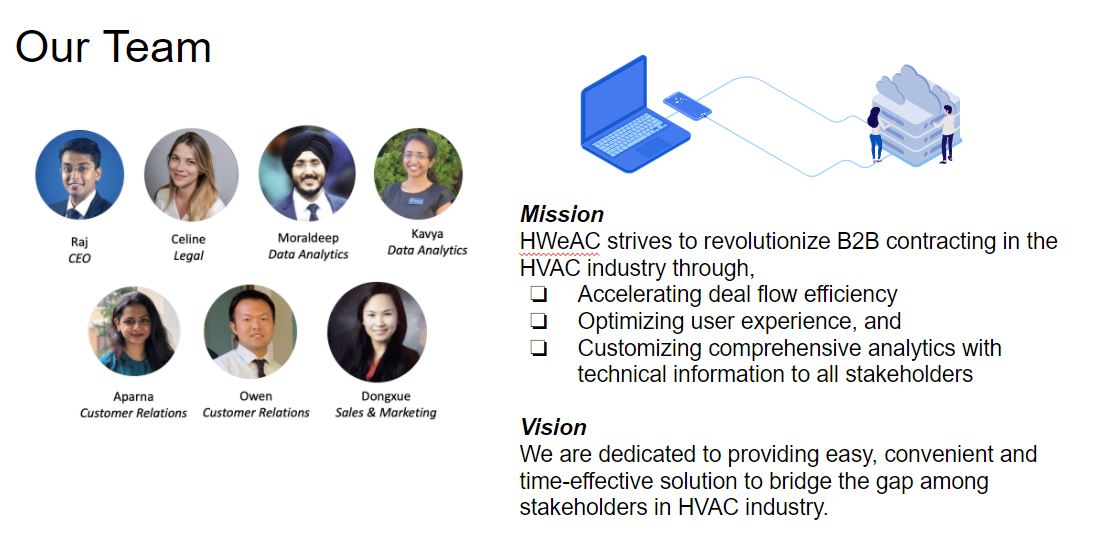 Our Team
Raj
CEO
Celine
Legal
Moraldeep
Data Analytics
Kavya
Data Analytics
Aparna
Customer Relations
Owen
Customer Relations
Dongxue
Sales & Marketing
Mission
HWeAC strives to revolutionize B2B contracting in the
HVAC industry through,
❏ Accelerating deal flow efficiency
❏ Optimizing user experience, and
❏ Customizing comprehensive analytics with
technical information to all stakeholders
Vision
We are dedicated to providing easy, convenient and
time-effective solution to bridge the gap among
stakeholders in HVAC industry.